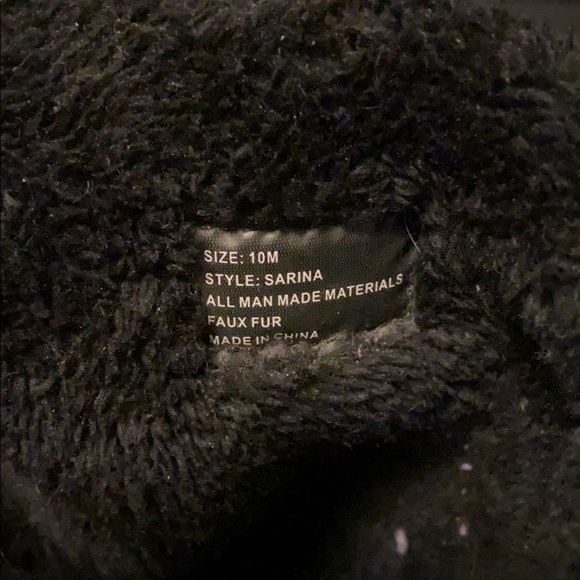 SIZE: 10M
STYLE: SARINA
ALL MAN MADE MATERIALS
FAUX FUR
MADE IN CHINA